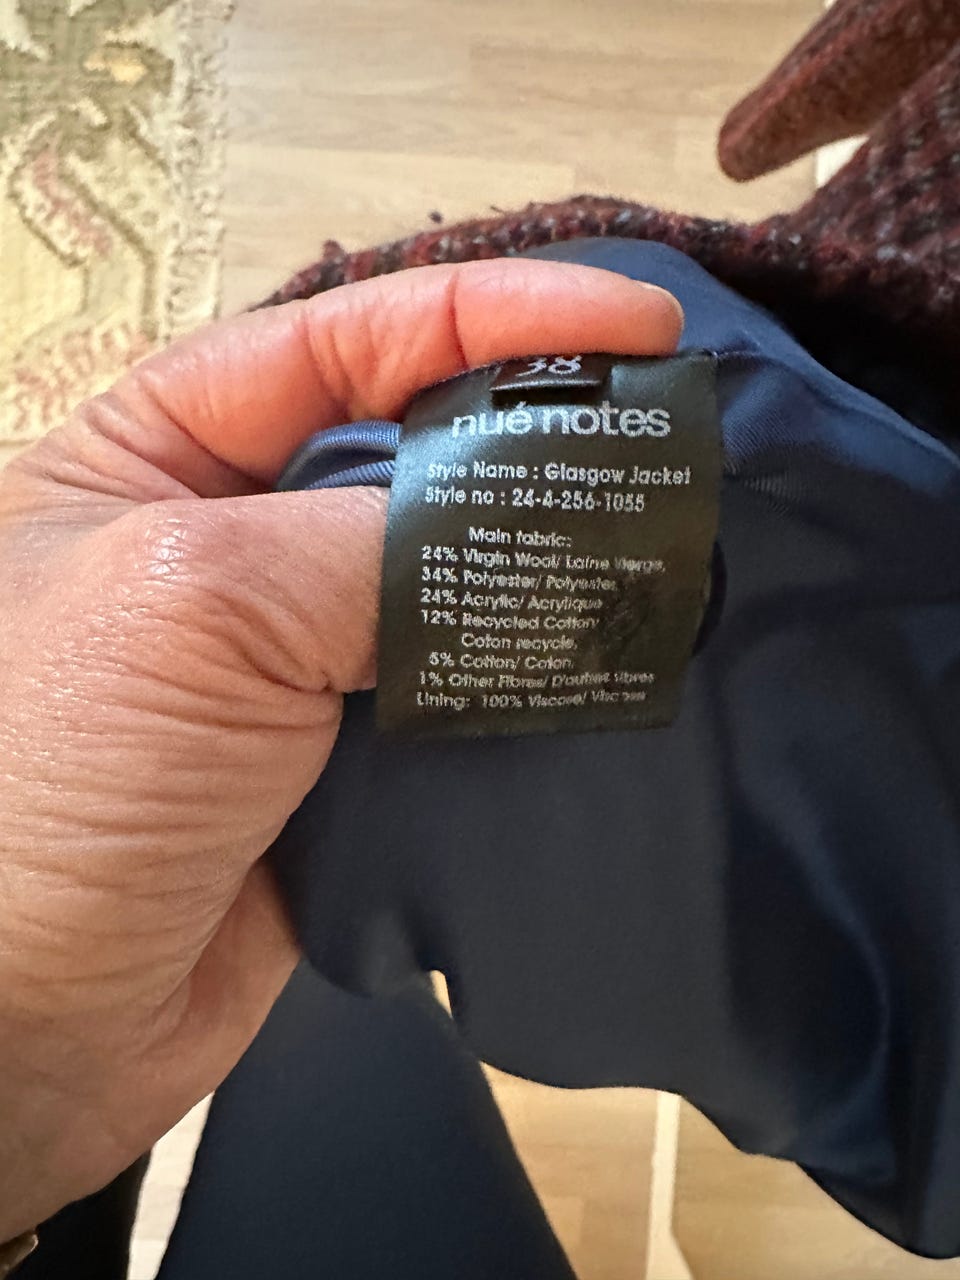 38
nué notes
Style Name : Glasgow Jacket
Style no : 24-4-256-1055
Main fabric:
24% Virgin Wool/ Laine Vierge,
34% Polyester/ Polyester,
24% Acrylic/ Acrylique
12% Recycled Cotton/
Coton recycle,
5% Cotton/ Coton,
1% Other Fibres/ D'autres fibres
Lining: 100% Viscose/ Viscose